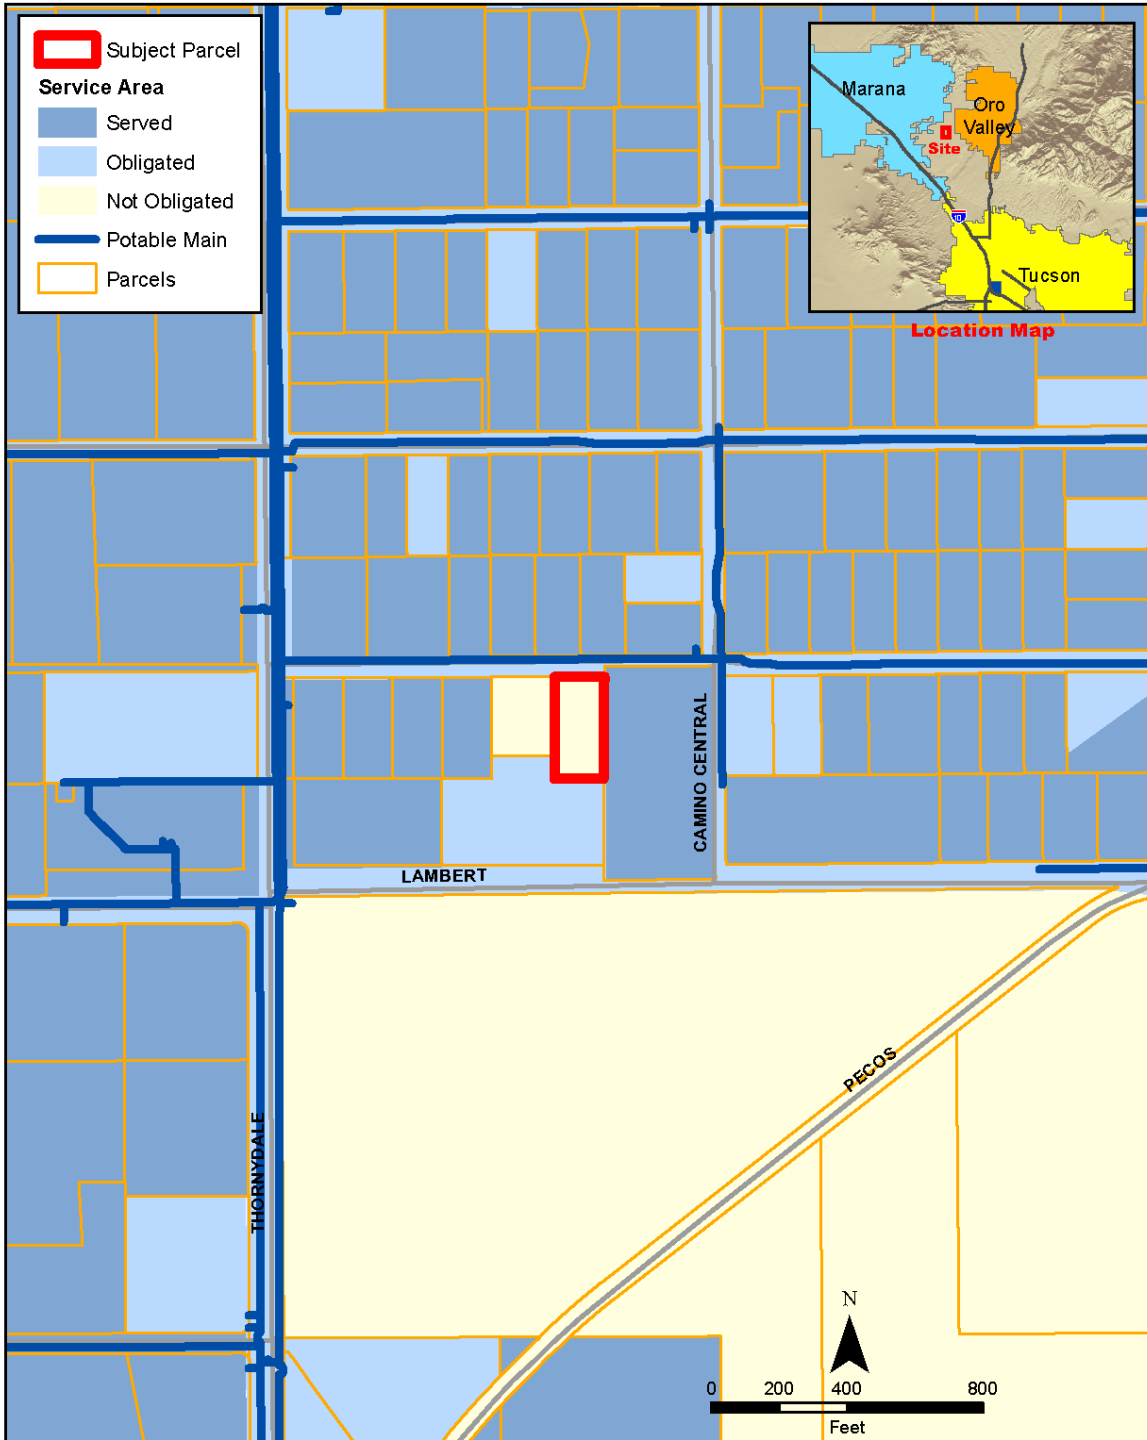 Subject Parcel
Service Area
Served
Obligated
Not Obligated
Potable Main
Parcels
Marana
Oro
Valley
Site
10
Tucson
Location Map
CAMINO CENTRAL
LAMBERT
PECOS
THORNYDALE
N
0 200 400 800
Feet